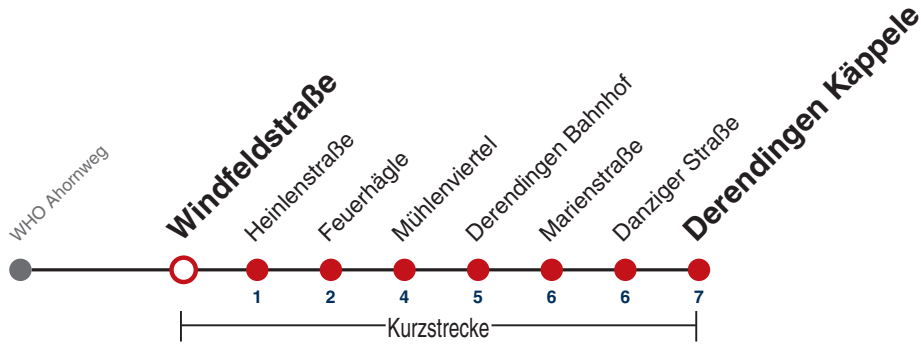 WHO Ahornweg
Windfeldstraße
Heinlenstraße
Feuerhägle
Mühlenviertel
Derendingen Bahnhof
Marienstraße
Danziger Straße
Derendingen Käppele
1 2 4 5 6 6 7
Kurzstrecke